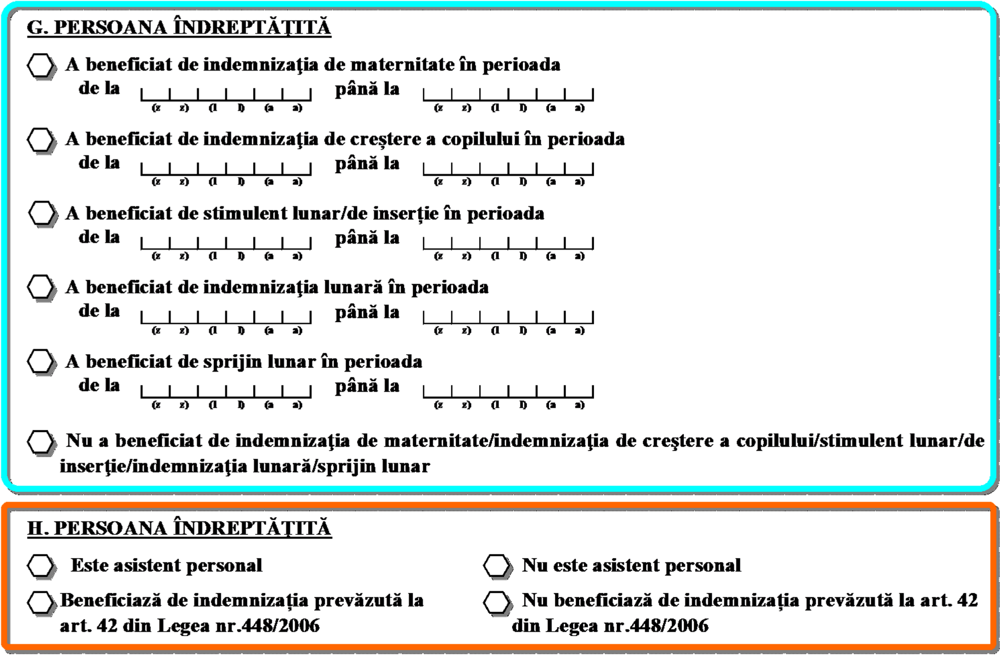 G. PERSOANA ÎNDREPTĂȚITĂ
A beneficiat de indemnizaţia de maternitate în perioada
de la până la
(z z) (l l) (a a) (z z) (l l) (a a)
A beneficiat de indemnizaţia de creștere a copilului în perioada
de la până la
(z z) (l l) (a a) (z z) (l l) (a a)
A beneficiat de stimulent lunar/de inserție în perioada
de la până la
(z z) (l l) (a a) (z z) (l l) (a a)
A beneficiat de indemnizaţia lunară în perioada
de la până la
(z z) (l l) (a a) (z z) (l l) (a a)
A beneficiat de sprijin lunar în perioada
de la până la
(z z) (l l) (a a) (z z) (l l) (a a)
Nu a beneficiat de indemnizaţia de maternitate/indemnizaţia de creştere a copilului/stimulent lunar/de
inserţie/indemnizaţia lunară/sprijin lunar
H. PERSOANA ÎNDREPTĂȚITĂ
Este asistent personal Nu este asistent personal
Beneficiază de indemnizația prevăzută la
art. 42 din Legea nr.448/2006
Nu beneficiază de indemnizația prevăzută la art. 42
din Legea nr.448/2006